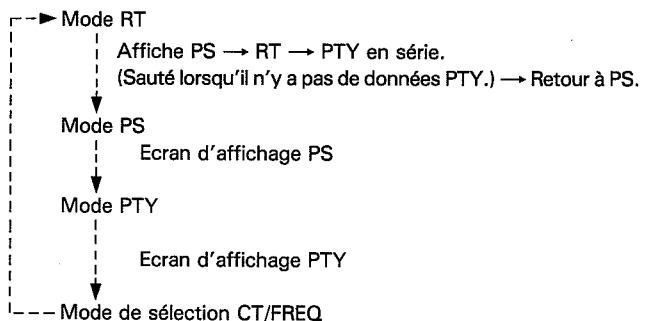 Mode RT
Affiche PS → RT → PTY en série.
(Sauté lorsqu'il n'y a pas de données PTY.) → Retour à PS.
Mode PS
Ecran d'affichage PS
Mode PTY
Ecran d'affichage PTY
Mode de sélection CT/FREQ